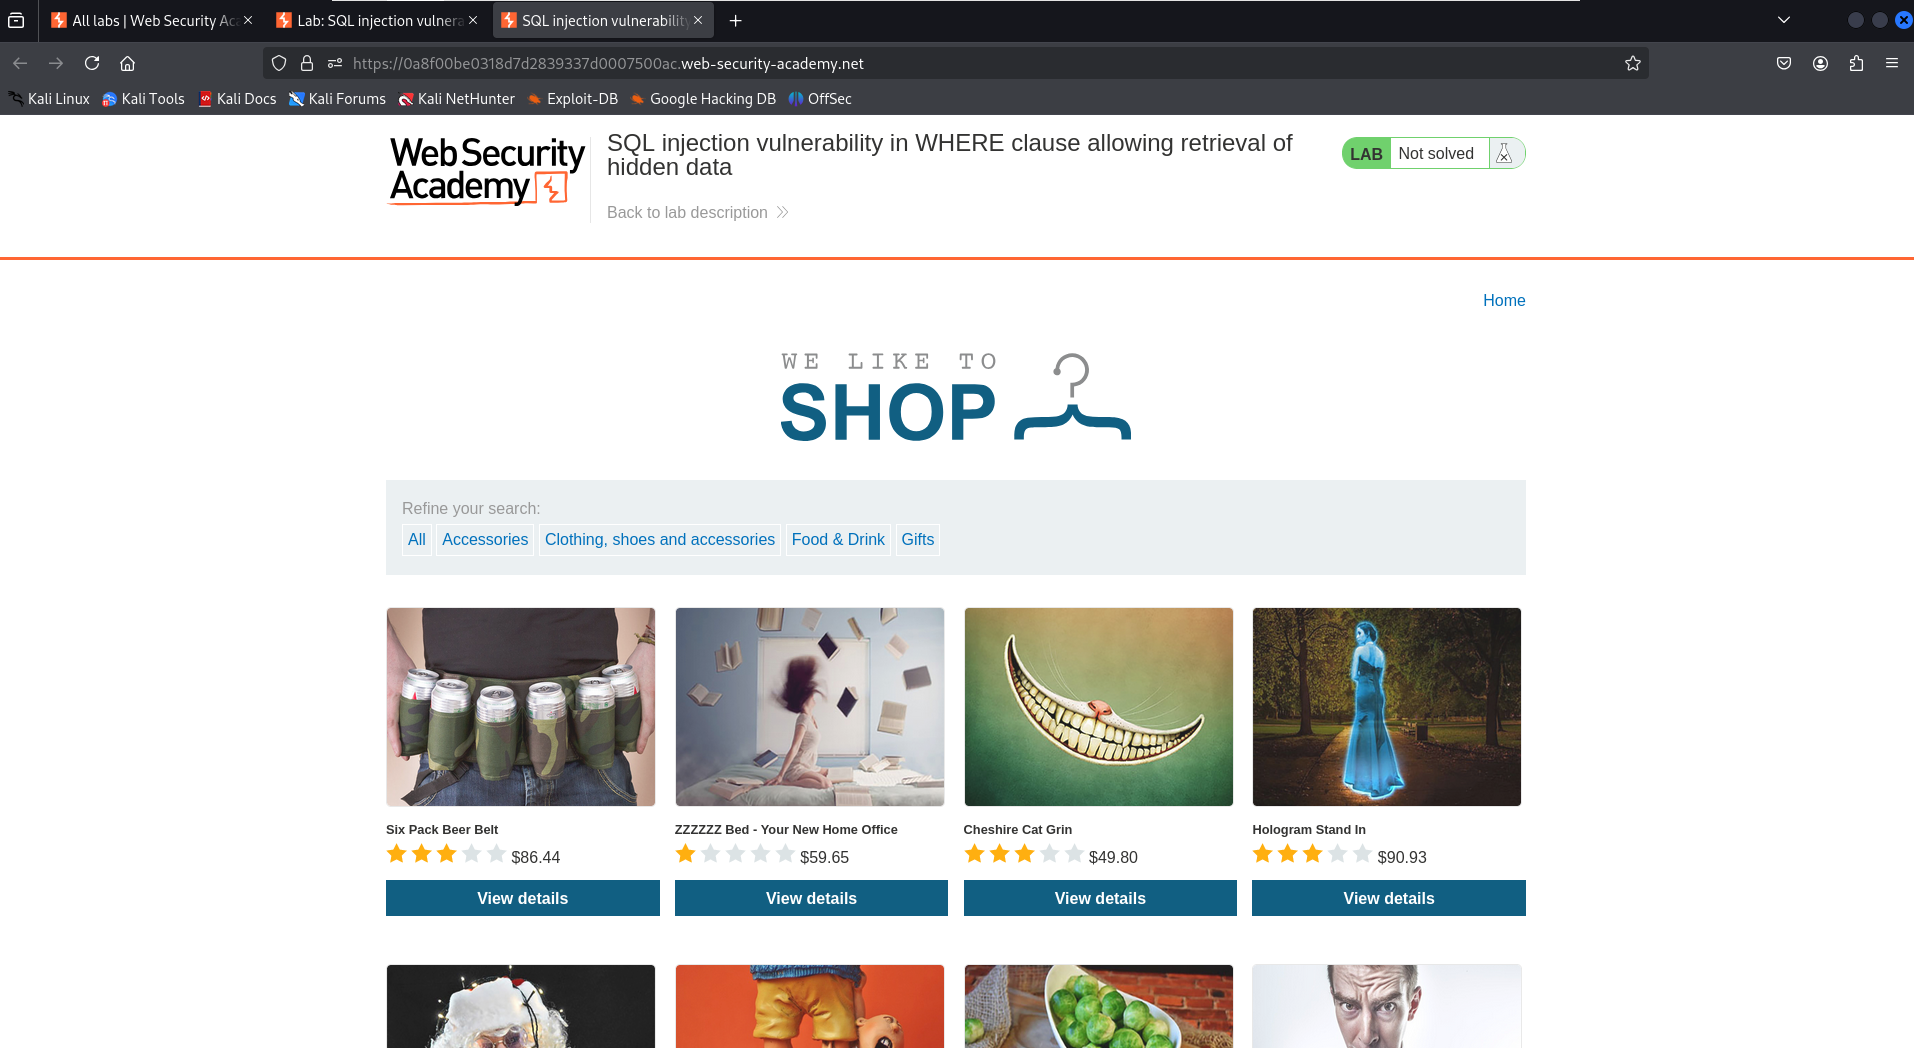 All labs | Web Security Ac
Lab: SQL injection vulnera
SQL injection vulnerability
https://0a8f00be0318d7d2839337d0007500ac.web-security-academy.net
Kali Linux
Kali Tools
Kali Docs
Kali Forums
Kali NetHunter
Exploit-DB
Google Hacking DB
OffSec
Web Security
Academy
SQL injection vulnerability in WHERE clause allowing retrieval of
hidden data
Back to lab description
LAB
Not solved
Home
WE LIKE TO
SHOP
Refine your search:
All
Accessories
Clothing, shoes and accessories
Food & Drink
Gifts
Six Pack Beer Belt
$86.44
View details
ZZZZZZ Bed - Your New Home Office
$59.65
View details
Cheshire Cat Grin
$49.80
View details
Hologram Stand In
$90.93
View details